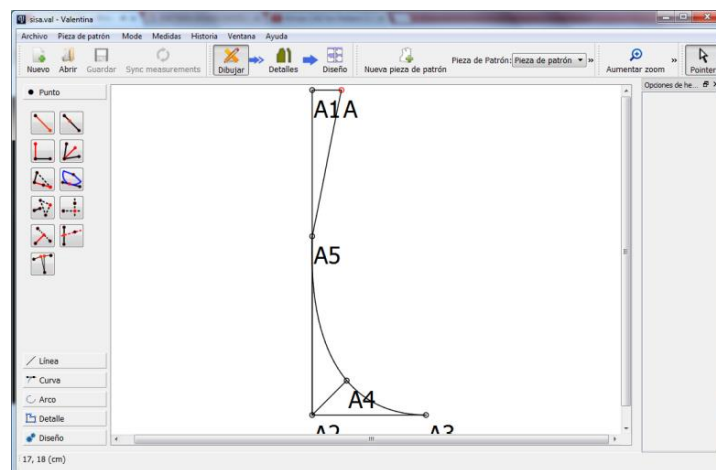 sisa.val - Valentina
Archivo Pieza de patrón Mode Medidas Historia Ventana Ayuda
Nuevo Abrir Guardar Sync measurements Dibujar Detalles Diseño Nueva pieza de patrón Pieza de Patrón: Pieza de patrón » Aumentar zoom » Pointer
Punto
Opciones de he...
A1 A
A5
A4
A2 A3
Línea
Curva
Arco
Detalle
Diseño
17, 18 (cm)